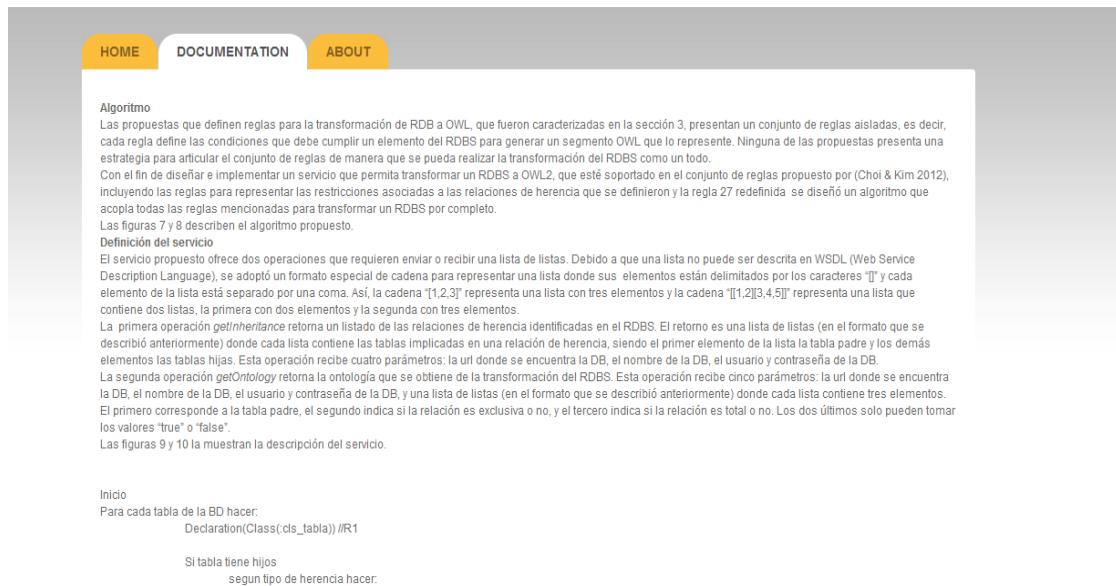 HOME DOCUMENTATION ABOUT
Algoritmo
Las propuestas que definen reglas para la transformación de RDB a OWL, que fueron caracterizadas en la sección 3, presentan un conjunto de reglas aisladas, es decir,
cada regla define las condiciones que debe cumplir un elemento del RDBS para generar un segmento OWL que lo represente. Ninguna de las propuestas presenta una
estrategia para articular el conjunto de reglas de manera que se pueda realizar la transformación del RDBS como un todo.
Con el fin de diseñar e implementar un servicio que permita transformar un RDBS a OWL2, que esté soportado en el conjunto de reglas propuesto por (Choi & Kim 2012),
incluyendo las reglas para representar las restricciones asociadas a las relaciones de herencia que se definieron y la regla 27 redefinida se diseñó un algoritmo que
acopla todas las reglas mencionadas para transformar un RDBS por completo.
Las figuras 7 y 8 describen el algoritmo propuesto.
Definición del servicio
El servicio propuesto ofrece dos operaciones que requieren enviar o recibir una lista de listas. Debido a que una lista no puede ser descrita en WSDL (Web Service
Description Language), se adoptó un formato especial de cadena para representar una lista donde sus elementos están delimitados por los caracteres "[]" y cada
elemento de la lista está separado por una coma. Así, la cadena "[1,2,3]" representa una lista con tres elementos y la cadena "[[1,2][3,4,5]]" representa una lista que
contiene dos listas, la primera con dos elementos y la segunda con tres elementos.
La primera operación getInheritance retorna un listado de las relaciones de herencia identificadas en el RDBS. El retorno es una lista de listas (en el formato que se
describió anteriormente) donde cada lista contiene las tablas implicadas en una relación de herencia, siendo el primer elemento de la lista la tabla padre y los demás
elementos las tablas hijas. Esta operación recibe cuatro parámetros: la url donde se encuentra la DB, el nombre de la DB, el usuario y contraseña de la DB.
La segunda operación getOntology retorna la ontología que se obtiene de la transformación del RDBS. Esta operación recibe cinco parámetros: la url donde se encuentra
la DB, el nombre de la DB, el usuario y contraseña de la DB, y una lista de listas (en el formato que se describió anteriormente) donde cada lista contiene tres elementos.
El primero corresponde a la tabla padre, el segundo indica si la relación es exclusiva o no, y el tercero indica si la relación es total o no. Los dos últimos solo pueden tomar
los valores "true" o "false".
Las figuras 9 y 10 la muestran la descripción del servicio.
Inicio
Para cada tabla de la BD hacer:
Declaration(Class(:cls_tabla)) //R1
Si tabla tiene hijos
segun tipo de herencia hacer: